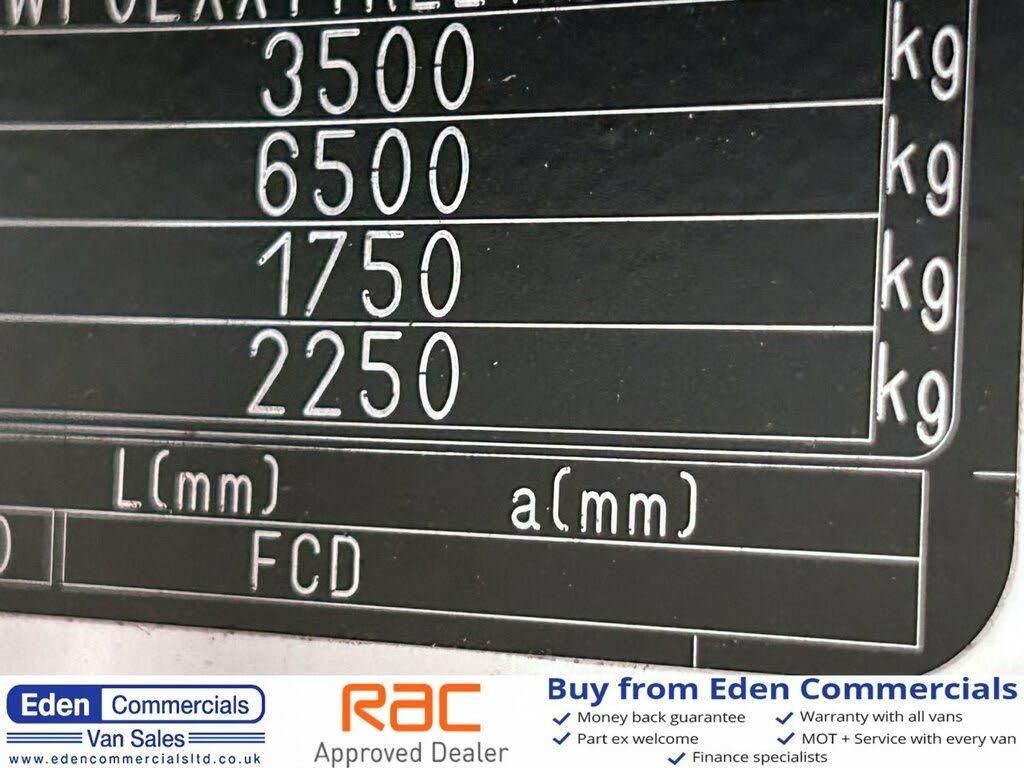 3500 kg
6500 kg
1750 kg
2250 kg
L(mm) a(mm)
FCD
Eden Commercials
Van Sales
www.edencommercialsltd.co.uk
RAC
Approved Dealer
Buy from Eden Commercials
Money back guarantee
Warranty with all vans
Part ex welcome
MOT + Service with every van
Finance specialists